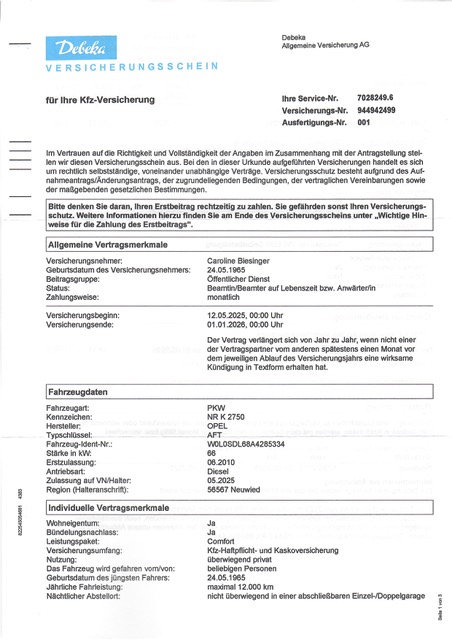 Debeka
VERSICHERUNGSSCHEIN
Debeka
Allgemeine Versicherung AG
für Ihre Kfz-Versicherung
Ihre Service-Nr. 7028249.6
Versicherungs-Nr. 944942499
Ausfertigungs-Nr. 001
Im Vertrauen auf die Richtigkeit und Vollständigkeit der Angaben im Zusammenhang mit der Antragstellung stellen
wir diesen Versicherungsschein aus. Bei den in dieser Urkunde aufgeführten Versicherungen handelt es sich
um rechtlich selbstständige, voneinander unabhängige Verträge. Versicherungsschutz besteht aufgrund des Aufnahmeantrags/Änderungsantrags,
der zugrundeliegenden Bedingungen, der vertraglichen Vereinbarungen sowie
der maßgebenden gesetzlichen Bestimmungen.
Bitte denken Sie daran, Ihren Erstbeitrag rechtzeitig zu zahlen. Sie gefährden sonst Ihren Versicherungs-
schutz. Weitere Informationen hierzu finden Sie am Ende des Versicherungsscheins unter „Wichtige Hin-
weise für die Zahlung des Erstbeitrags".
Allgemeine Vertragsmerkmale
Versicherungsnehmer: Caroline Biesinger
Geburtsdatum des Versicherungsnehmers: 24.05.1965
Beitragsgruppe: Öffentlicher Dienst
Status: Beamtin/Beamter auf Lebenszeit bzw. Anwärter/in
Zahlungsweise: monatlich
Versicherungsbeginn: 12.05.2025, 00:00 Uhr
Versicherungsende: 01.01.2026, 00:00 Uhr
Der Vertrag verlängert sich von Jahr zu Jahr, wenn nicht einer
der Vertragspartner vom anderen spätestens einen Monat vor
dem jeweiligen Ablauf des Versicherungsjahrs eine wirksame
Kündigung in Textform erhalten hat.
Fahrzeugdaten
Fahrzeugart: PKW
Kennzeichen: NR K 2750
Hersteller: OPEL
Typschlüssel: AFT
Fahrzeug-Ident-Nr.: W0L0SDL68A4285334
Stärke in kW: 66
Erstzulassung: 06.2010
Antriebsart: Diesel
Zulassung auf VN/Halter: 05.2025
Region (Halteranschrift): 56567 Neuwied
Individuelle Vertragsmerkmale
Wohneigentum: Ja
Bündelungsnachlass: Ja
Leistungspaket: Comfort
Versicherungsumfang: Kfz-Haftpflicht- und Kaskoversicherung
Nutzung: überwiegend privat
Das Fahrzeug wird gefahren vom/von: beliebigen Personen
Geburtsdatum des jüngsten Fahrers: 24.05.1965
Jährliche Fahrleistung: maximal 12.000 km
Nächtlicher Abstellort: nicht überwiegend in einer abschließbaren Einzel-/Doppelgarage
Seite 1 von 3